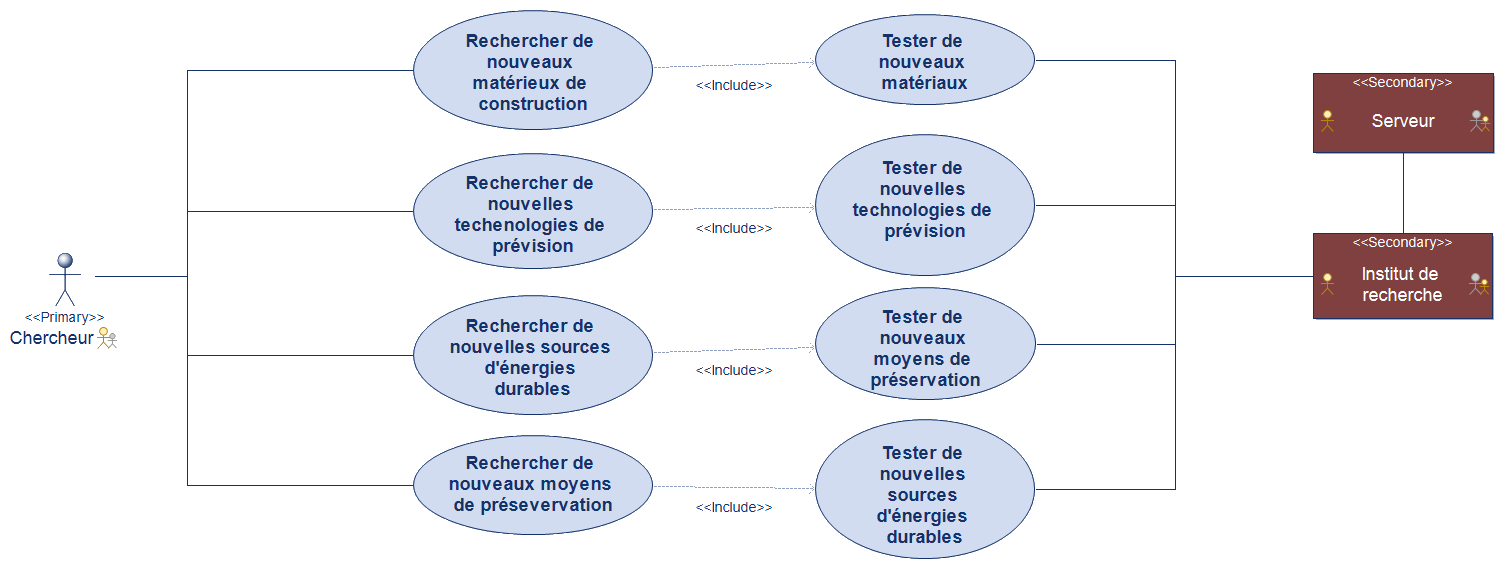 Rechercher de
nouveaux
matérieux de
construction
<<Include>>
Tester de
nouveaux
matériaux
<<Secondary>>
Serveur
Rechercher de
nouvelles
techenologies de
prévision
<<Include>>
Tester de
nouvelles
technologies de
prévision
<<Secondary>>
Institut de
recherche
<<Primary>>
Chercheur
Rechercher de
nouvelles sources
d'énergies
durables
<<Include>>
Tester de
nouveaux
moyens de
préservation
Rechercher de
nouveaux moyens
de présevervation
<<Include>>
Tester de
nouvelles
sources
d'énergies
durables